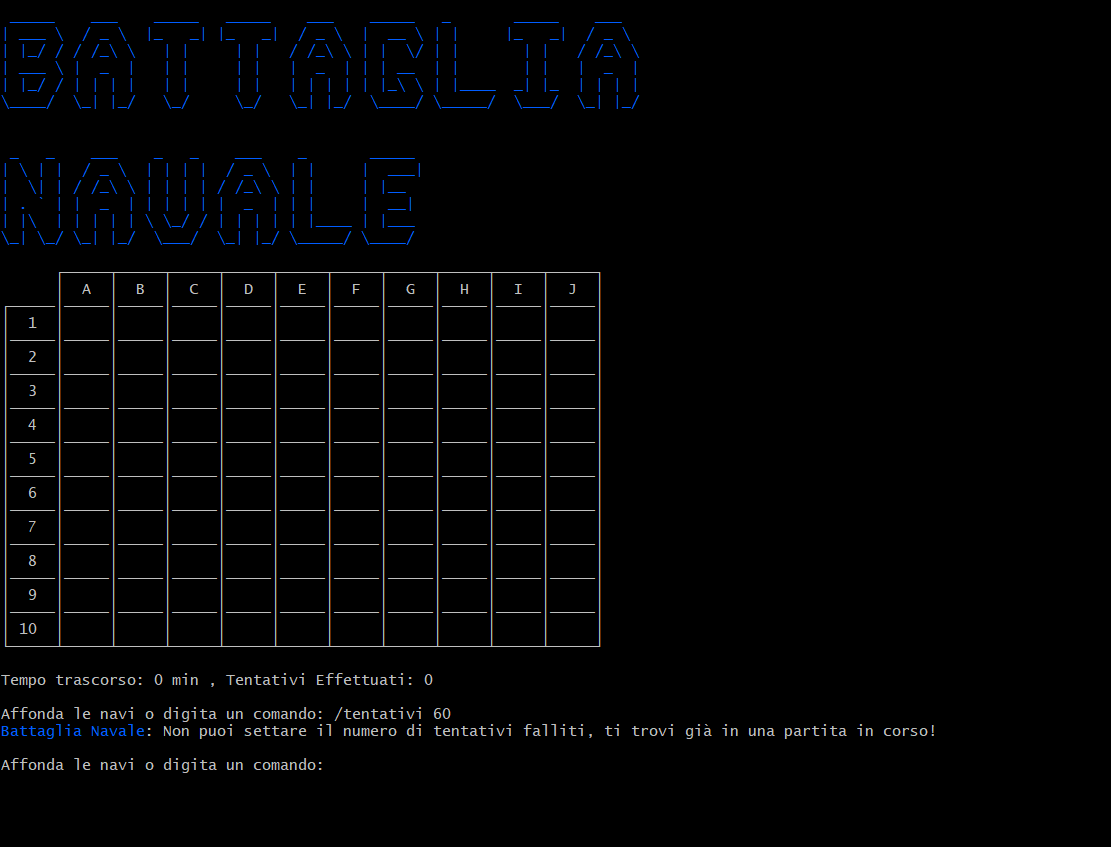 BATTAGLIA
NAVALE
A B C D E F G H I J
1
2
3
4
5
6
7
8
9
10
Tempo trascorso: 0 min , Tentativi Effettuati: 0
Affonda le navi o digita un comando: /tentativi 60
Battaglia Navale: Non puoi settare il numero di tentativi falliti, ti trovi già in una partita in corso!
Affonda le navi o digita un comando: